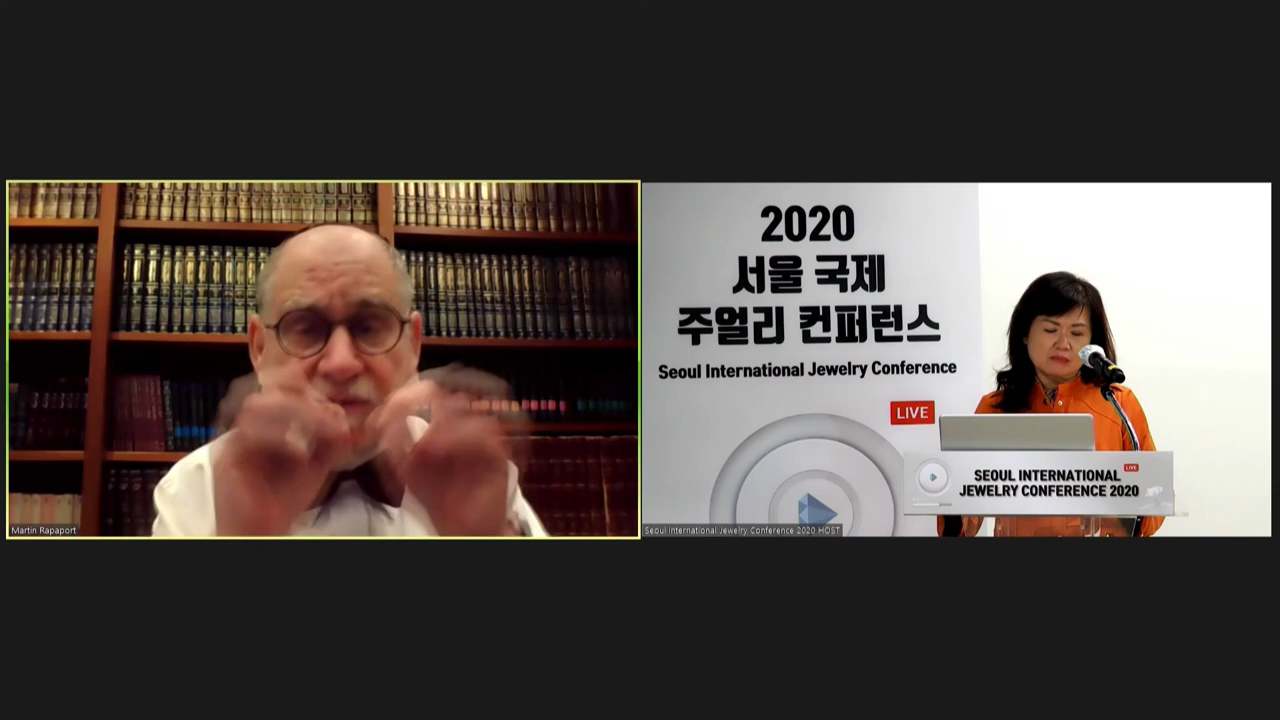 Martin Rapaport
2020
서울 국제
주얼리 컨퍼런스
Seoul International Jewelry Conference
LIVE
SEOUL INTERNATIONAL
LIVE
JEWELRY CONFERENCE 2020
Seoul International Jewelry Conference 2020 HOST